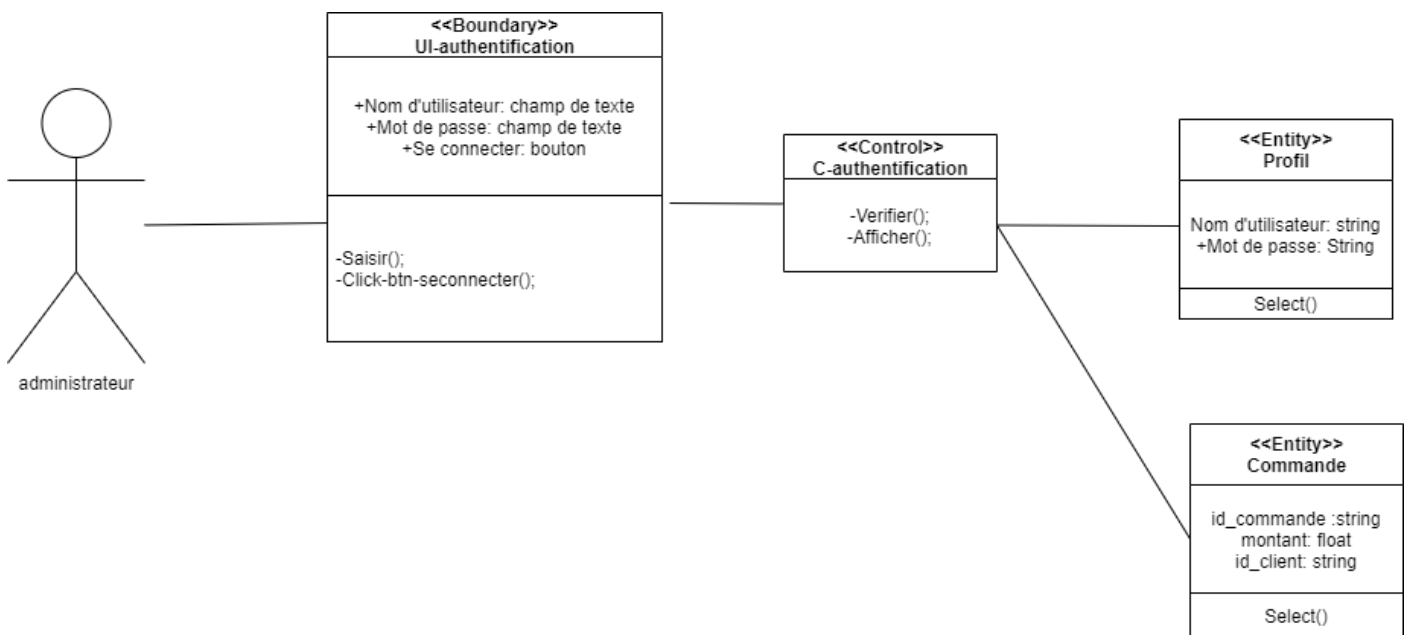 <<Boundary>>
UI-authentification
+Nom d'utilisateur: champ de texte
+Mot de passe: champ de texte
+Se connecter: bouton
-Saisir();
-Click-btn-seconnecter();
administrateur
<<Control>>
C-authentification
-Verifier();
-Afficher();
<<Entity>>
Profil
Nom d'utilisateur: string
+Mot de passe: String
Select()
<<Entity>>
Commande
id_commande :string
montant: float
id_client: string
Select()